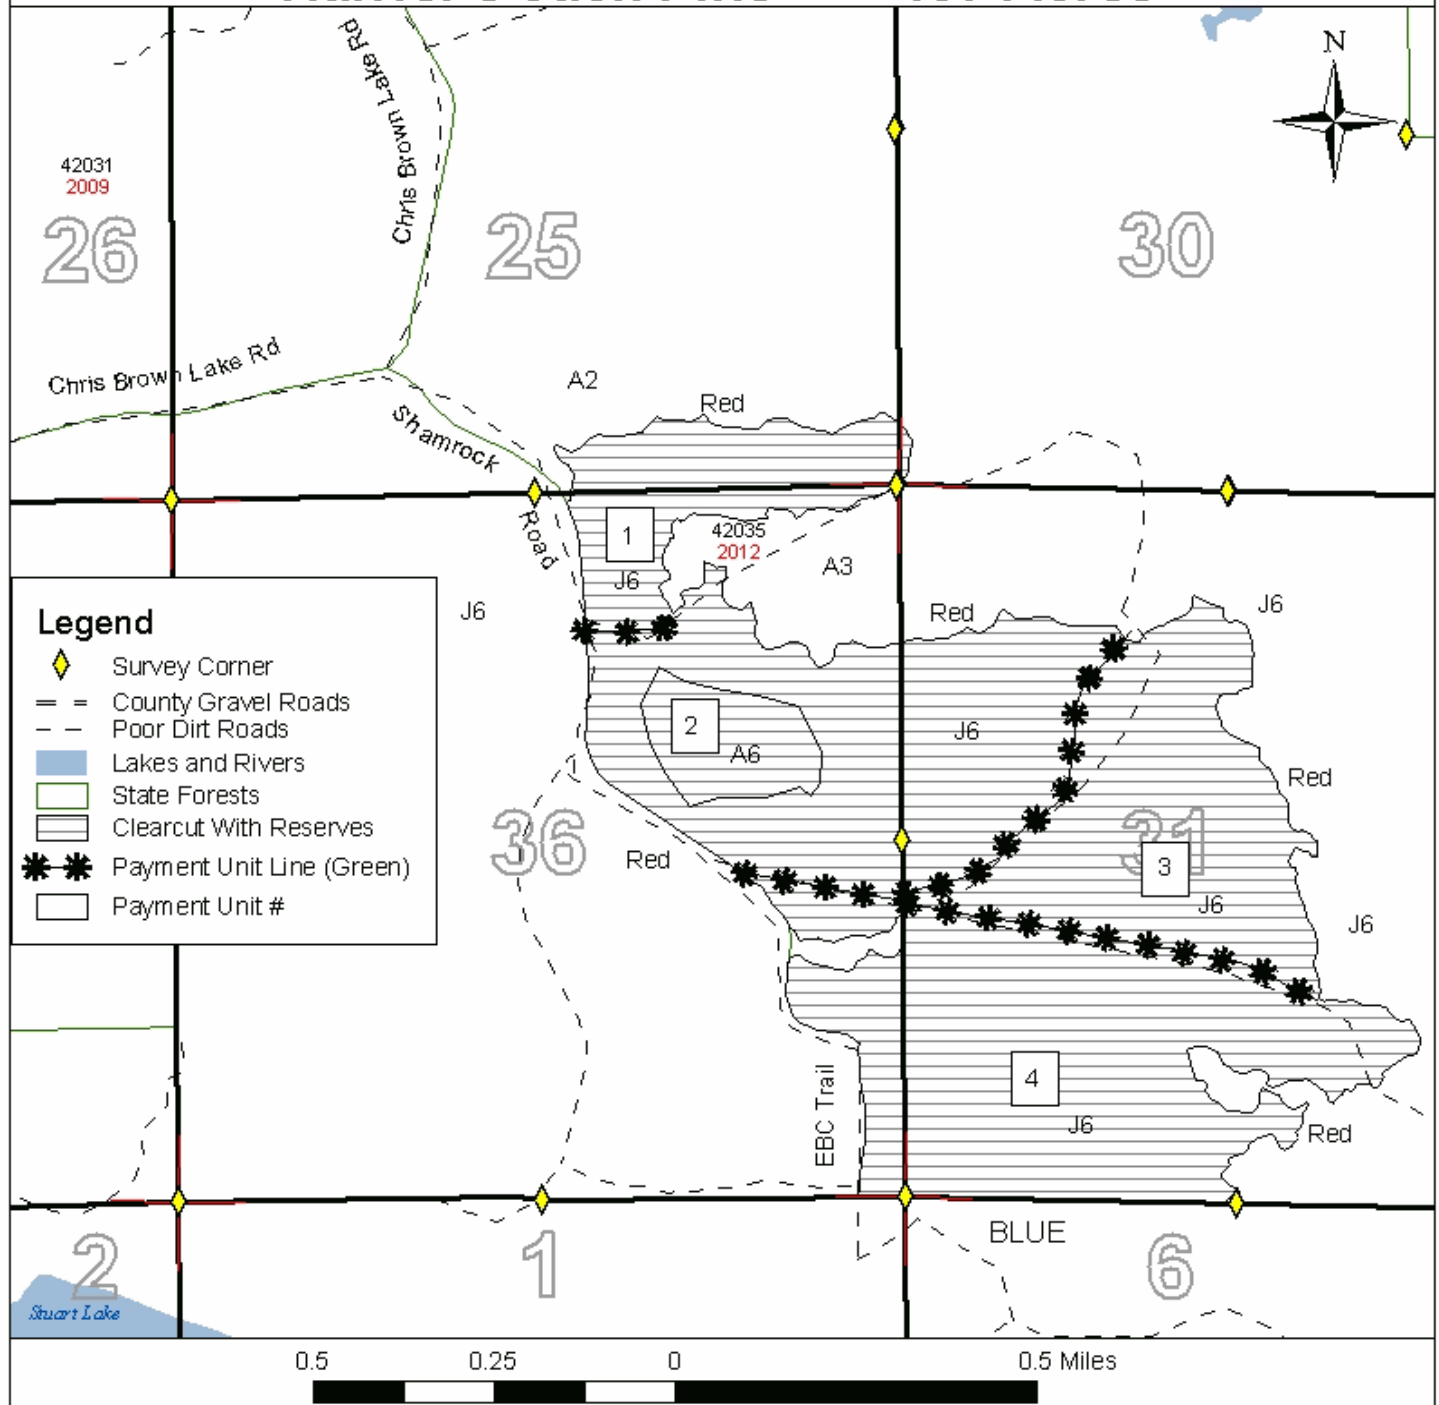 N
Chris Brown Lake Rd
42031
2009
26
25
30
Chris Brown Lake Rd
A2
Red
Shamrock
Road
1
42035
2012
A3
J6
J6
Red
J6
Legend
Survey Corner
County Gravel Roads
Poor Dirt Roads
Lakes and Rivers
State Forests
Clearcut With Reserves
Payment Unit Line (Green)
Payment Unit #
2
A6
J6
Red
36
Red
31
3
J6
J6
EBC Trail
4
J6
Red
2
1
BLUE
6
Stuart Lake
0.5 0.25 0 0.5 Miles